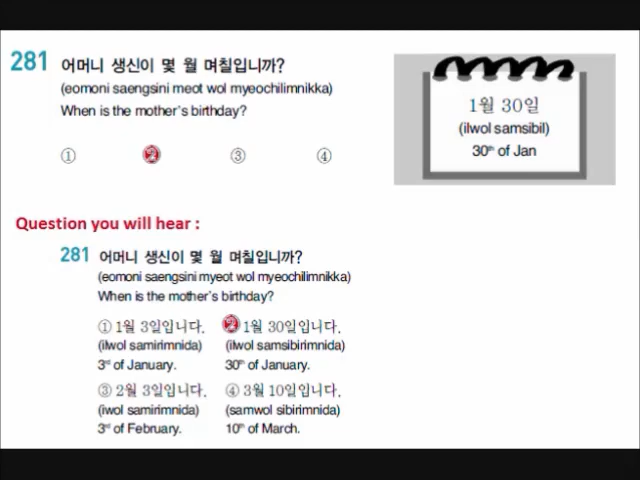 281 어머니 생신이 몇 월 며칠입니까?
(eomoni saengsini meot wol myeochilimnikka)
When is the mother's birthday?
① ② ③ ④
1월 30일
(ilwol samsibil)
30th of Jan
Question you will hear :
281 어머니 생신이 몇 월 며칠입니까?
(eomoni saengsini myeot wol myeochilimnikka)
When is the mother's birthday?
① 1월 3일입니다. ② 1월 30일입니다.
(ilwol samirimnida) (ilwol samsibirimnida)
3rd of January. 30th of January.
③ 2월 3일입니다. ④ 3월 10일입니다.
(iwol samirimnida) (samwol sibirimnida)
3rd of February. 10th of March.